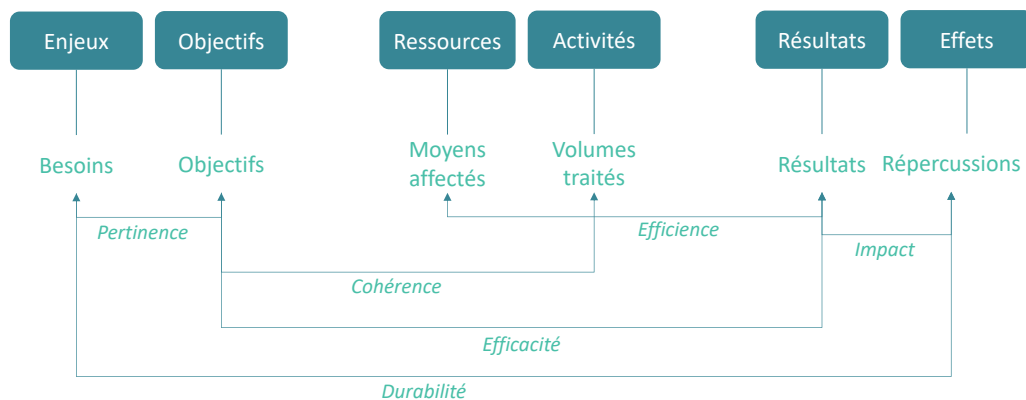 Enjeux
Objectifs
Ressources
Activités
Résultats
Effets
Besoins
Objectifs
Moyens
affectés
Volumes
traités
Résultats
Répercussions
Pertinence
Efficience
Impact
Cohérence
Efficacité
Durabilité